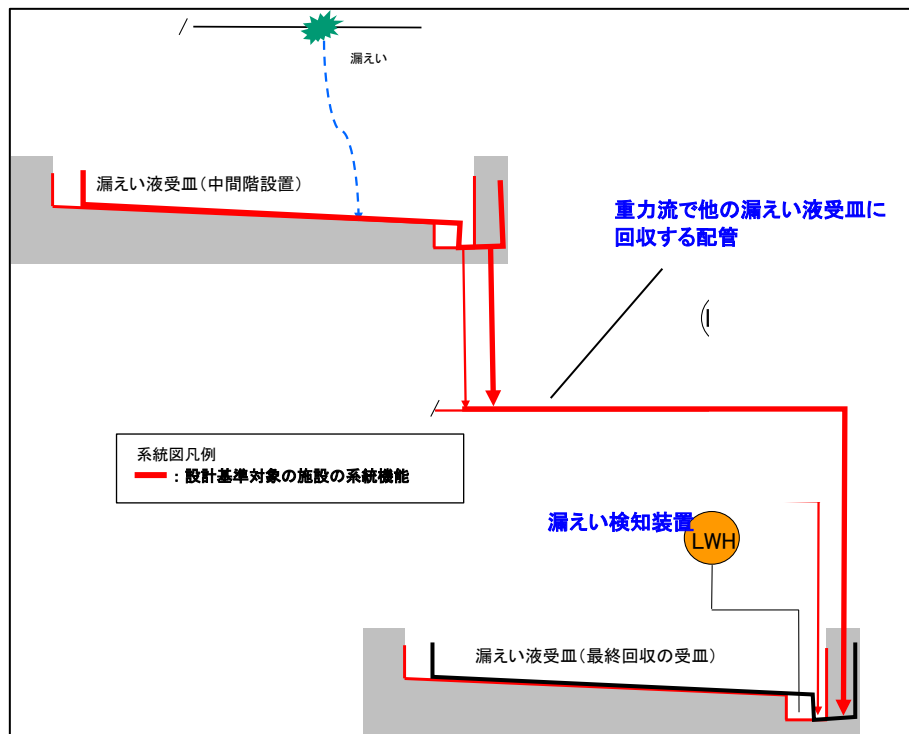 漏えい
漏えい液受皿(中間階設置)
重力流で他の漏えい液受皿に
回収する配管
系統図凡例
:設計基準対象の施設の系統機能
漏えい検知装置
LWH
漏えい液受皿(最終回収の受皿)